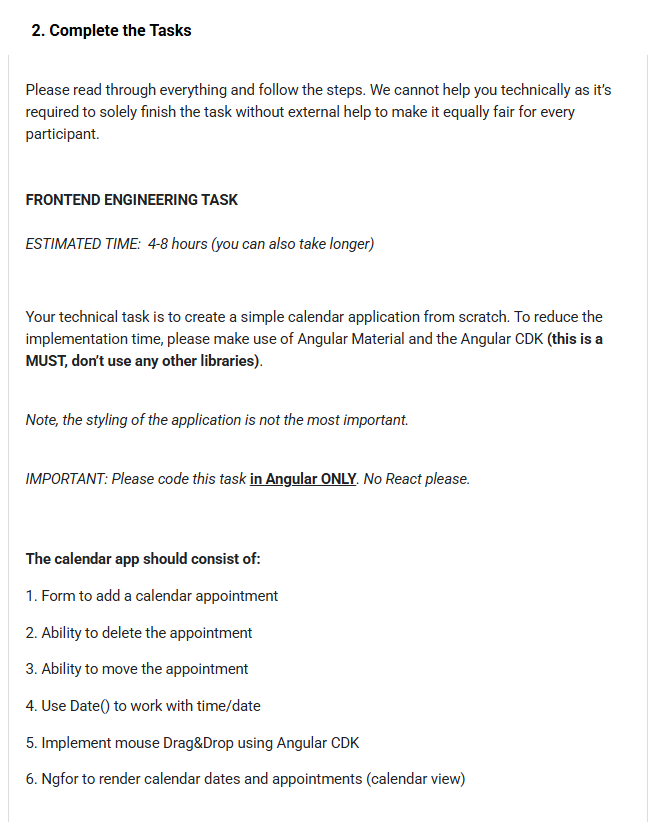 2. Complete the Tasks
Please read through everything and follow the steps. We cannot help you technically as it's
required to solely finish the task without external help to make it equally fair for every
participant.
FRONTEND ENGINEERING TASK
ESTIMATED TIME:  4-8 hours (you can also take longer)
Your technical task is to create a simple calendar application from scratch. To reduce the
implementation time, please make use of Angular Material and the Angular CDK (this is a
MUST, don't use any other libraries).
Note, the styling of the application is not the most important.
IMPORTANT: Please code this task in Angular ONLY. No React please.
The calendar app should consist of:
1. Form to add a calendar appointment
2. Ability to delete the appointment
3. Ability to move the appointment
4. Use Date() to work with time/date
5. Implement mouse Drag&Drop using Angular CDK
6. Ngfor to render calendar dates and appointments (calendar view)